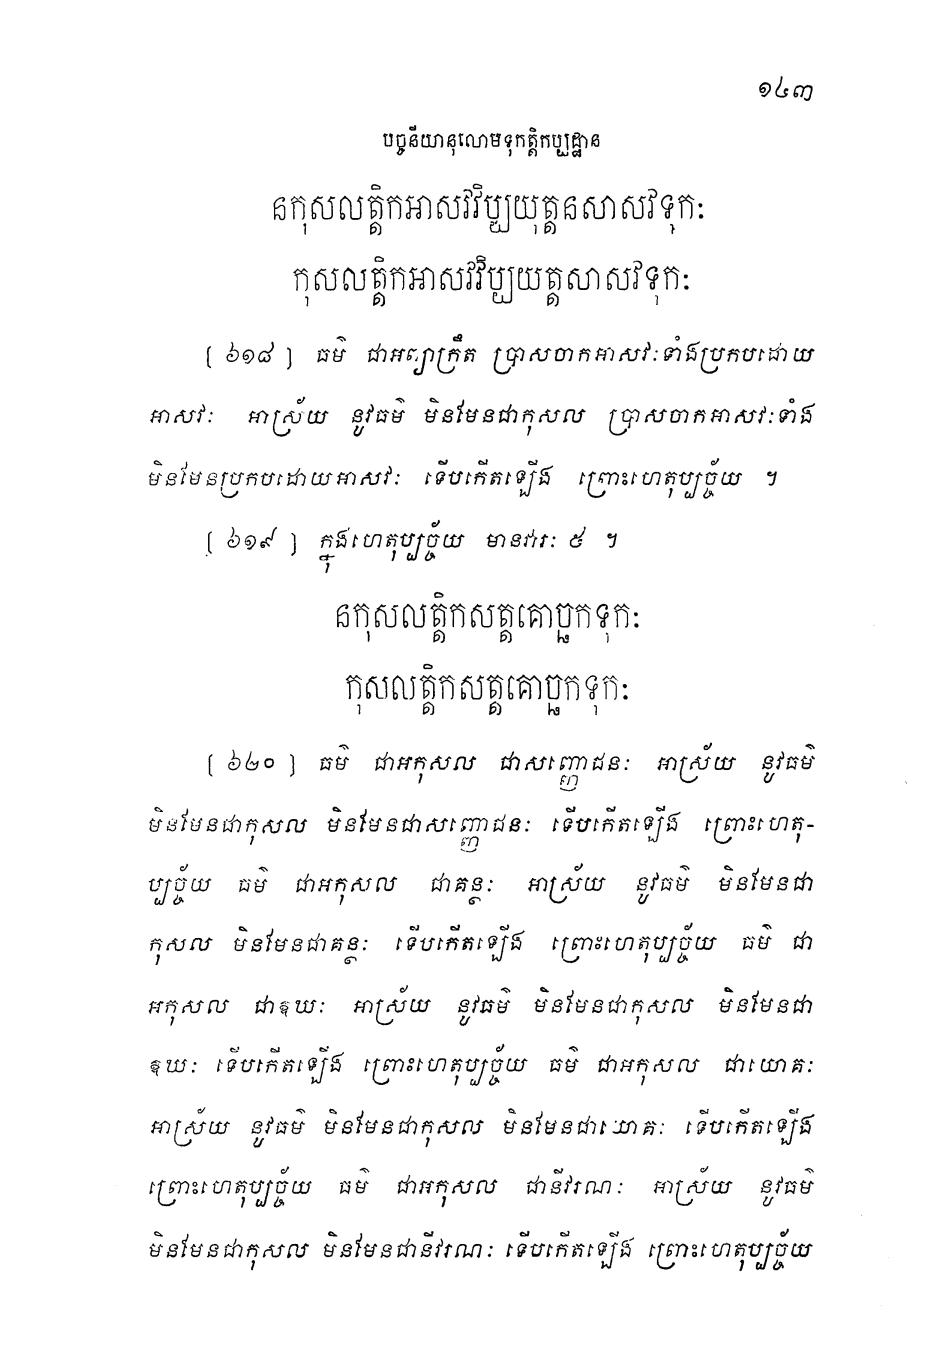 ១៤៣
បច្ចនីយានុលោមទុកត្តិកប្បដ្ឋាន
នកុសលត្តិកអាសវវិប្បយុត្តនសាសវទុកៈ
កុសលត្តិកអាសវវិប្បយត្តសាសវទុកៈ
[ ៦១៨ ] ធម៌ ជាអព្យាក្រឹត ប្រាសចាកអាសវៈទាំងប្រកបដោយ
អាសវៈ អាស្រ័យ នូវធម៌ មិនមែនជាកុសល ប្រាសចាកអាសវៈទាំង
មិនមែនប្រកបដោយអាសវៈ ទើបកើតឡើង ព្រោះហេតុប្បច្ច័យ ។
[ ៦១៩ ] ក្នុងហេតុប្បច្ច័យ មានវារៈ ៥ ។
នកុសលត្តិកសត្តគោច្ឆកទុកៈ
កុសលត្តិកសត្តគោច្ឆកទុកៈ
[ ៦២០ ] ធម៌ ជាអកុសល ជាសញ្ញោជនៈ អាស្រ័យ នូវធម៌
មិនមែនជាកុសល មិនមែនជាសញ្ញោជនៈ ទើបកើតឡើង ព្រោះហេតុ-
ប្បច្ច័យ ធម៌ ជាអកុសល ជាគន្ថៈ អាស្រ័យ នូវធម៌ មិនមែនជា
កុសល មិនមែនជាគន្ថៈ ទើបកើតឡើង ព្រោះហេតុប្បច្ច័យ ធម៌ ជា
អកុសល ជាឱឃៈ អាស្រ័យ នូវធម៌ មិនមែនជាកុសល មិនមែនជា
ឱឃៈ ទើបកើតឡើង ព្រោះហេតុប្បច្ច័យ ធម៌ ជាអកុសល ជាយោគៈ
អាស្រ័យ នូវធម៌ មិនមែនជាកុសល មិនមែនជាយោគៈ ទើបកើតឡើង
ព្រោះហេតុប្បច្ច័យ ធម៌ ជាអកុសល ជានីវរណៈ អាស្រ័យ នូវធម៌
មិនមែនជាកុសល មិនមែនជានីវរណៈ ទើបកើតឡើង ព្រោះហេតុប្បច្ច័យ